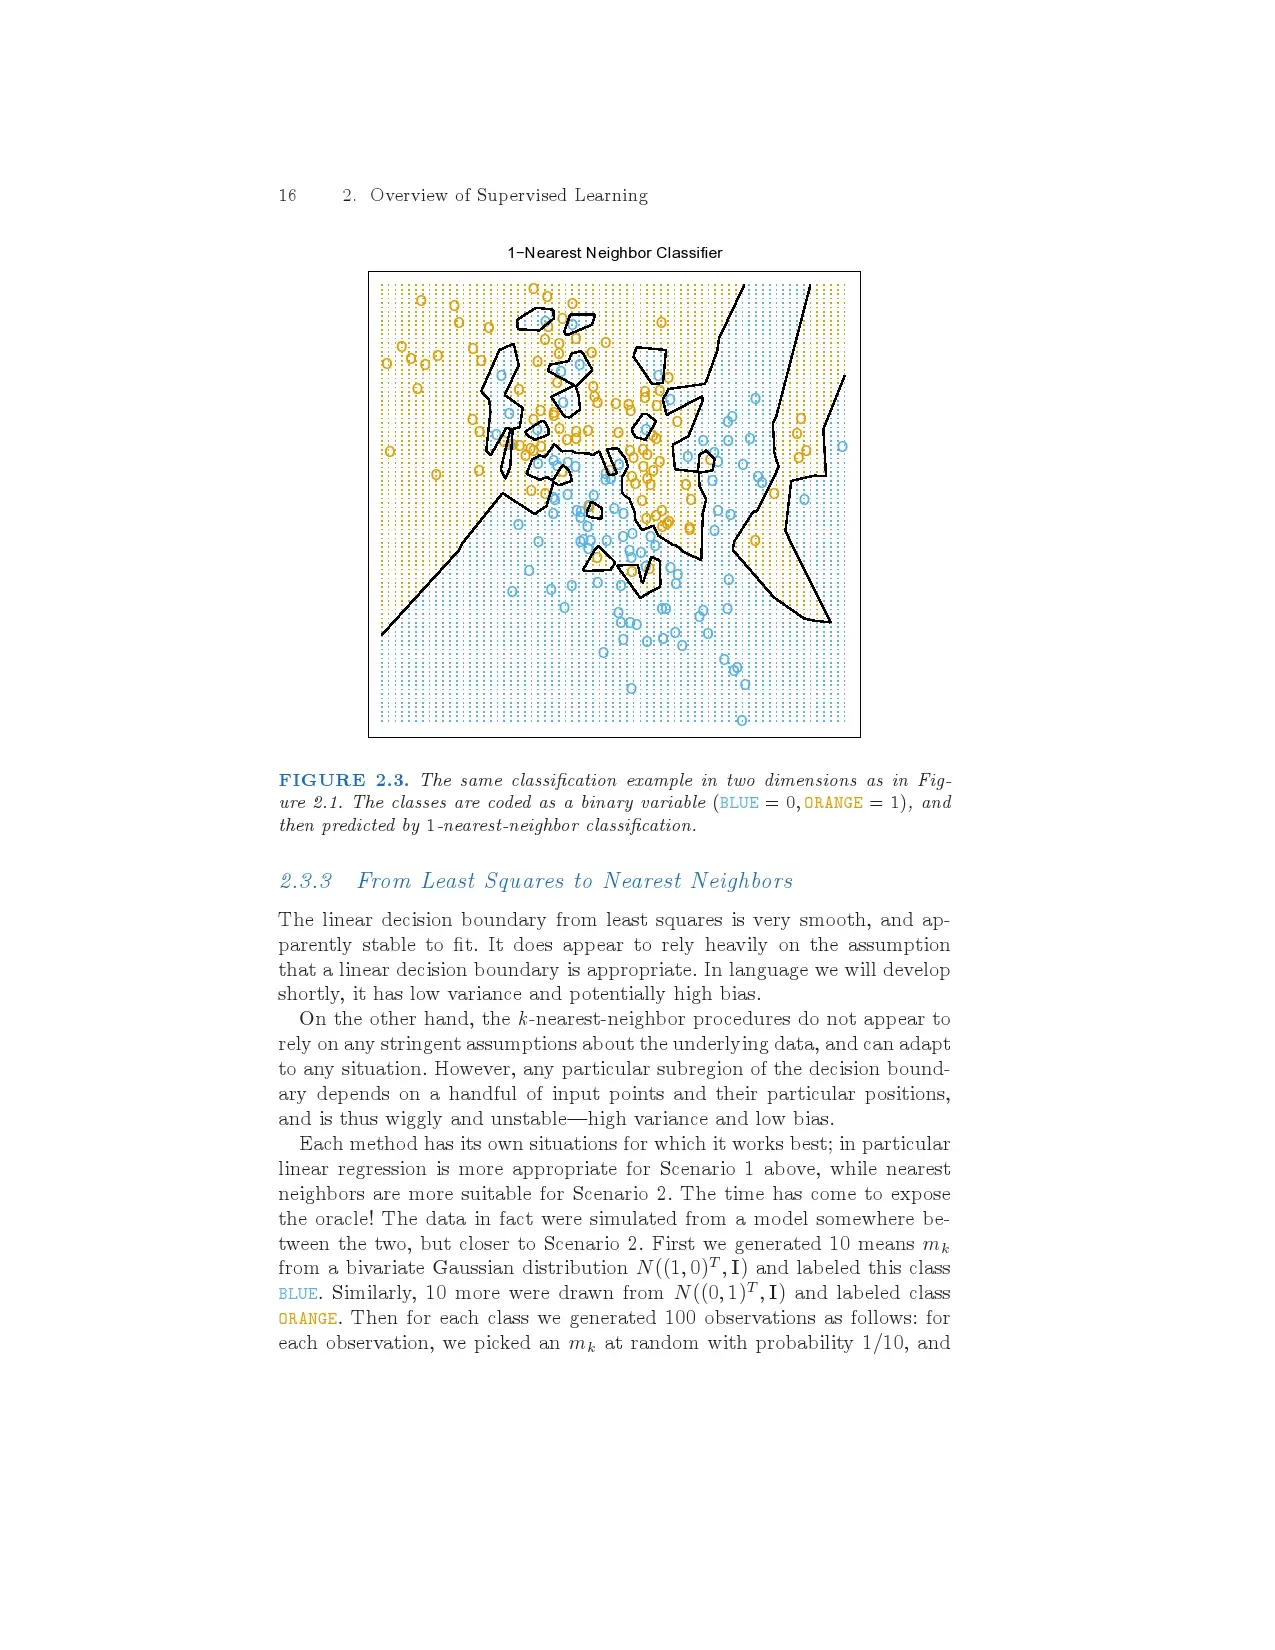 16 2. Overview of Supervised Learning
1−Nearest Neighbor Classifier
FIGURE 2.3. The same classification example in two dimensions as in Fig-
ure 2.1. The classes are coded as a binary variable (BLUE = 0, ORANGE = 1), and
then predicted by 1-nearest-neighbor classification.
2.3.3 From Least Squares to Nearest Neighbors
The linear decision boundary from least squares is very smooth, and ap-
parently stable to fit. It does appear to rely heavily on the assumption
that a linear decision boundary is appropriate. In language we will develop
shortly, it has low variance and potentially high bias.
On the other hand, the k-nearest-neighbor procedures do not appear to
rely on any stringent assumptions about the underlying data, and can adapt
to any situation. However, any particular subregion of the decision bound-
ary depends on a handful of input points and their particular positions,
and is thus wiggly and unstable—high variance and low bias.
Each method has its own situations for which it works best; in particular
linear regression is more appropriate for Scenario 1 above, while nearest
neighbors are more suitable for Scenario 2. The time has come to expose
the oracle! The data in fact were simulated from a model somewhere be-
tween the two, but closer to Scenario 2. First we generated 10 means mₖ
from a bivariate Gaussian distribution N((1, 0)ᵀ, I) and labeled this class
BLUE. Similarly, 10 more were drawn from N((0, 1)ᵀ, I) and labeled class
ORANGE. Then for each class we generated 100 observations as follows: for
each observation, we picked an mₖ at random with probability 1/10, and